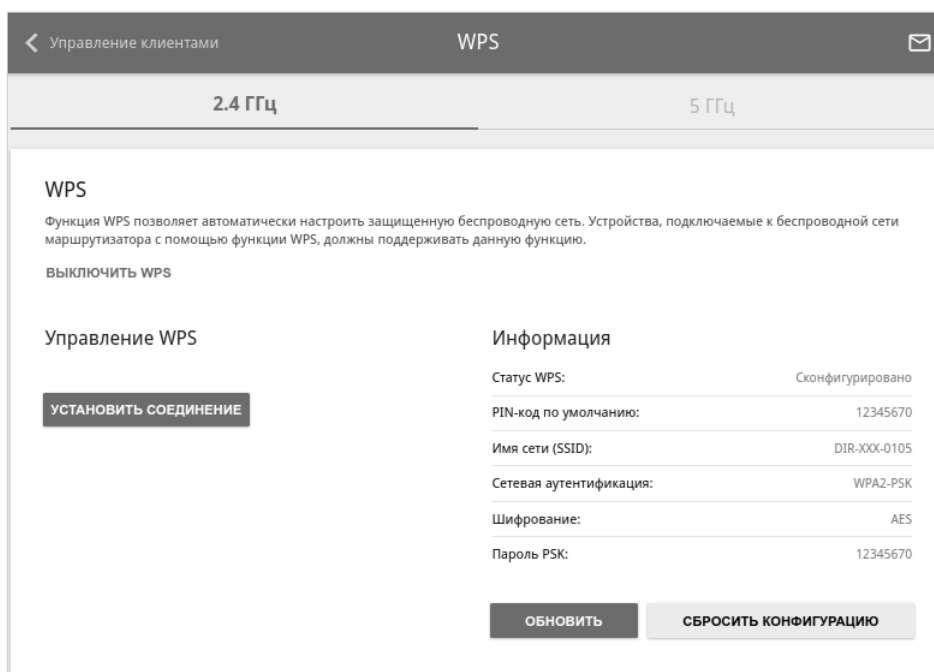 Управление клиентами
WPS
2.4 ГГц
5 ГГц
WPS
Функция WPS позволяет автоматически настроить защищенную беспроводную сеть. Устройства, подключаемые к беспроводной сети
маршрутизатора с помощью функции WPS, должны поддерживать данную функцию.
ВЫКЛЮЧИТЬ WPS
Управление WPS
УСТАНОВИТЬ СОЕДИНЕНИЕ
Информация
Статус WPS: Сконфигурировано
PIN-код по умолчанию: 12345670
Имя сети (SSID): DIR-XXX-0105
Сетевая аутентификация: WPA2-PSK
Шифрование: AES
Пароль PSK: 12345670
ОБНОВИТЬ
СБРОСИТЬ КОНФИГУРАЦИЮ